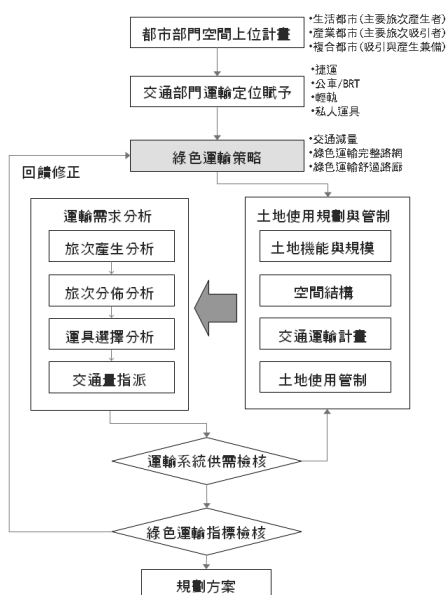 都市部門空間上位計畫
•生活都市(主要旅次產生者)
•產業都市(主要旅次吸引者)
•複合都市(吸引與產生兼備)
交通部門運輸定位賦予
•捷運
•公車/BRT
•輕軌
•私人運具
綠色運輸策略
•交通減量
•綠色運輸完整路網
•綠色運輸舒適路廊
回饋修正
運輸需求分析
旅次產生分析
旅次分佈分析
運具選擇分析
交通量指派
土地使用規劃與管制
土地機能與規模
空間結構
交通運輸計畫
土地使用管制
運輸系統供需檢核
綠色運輸指標檢核
規劃方案